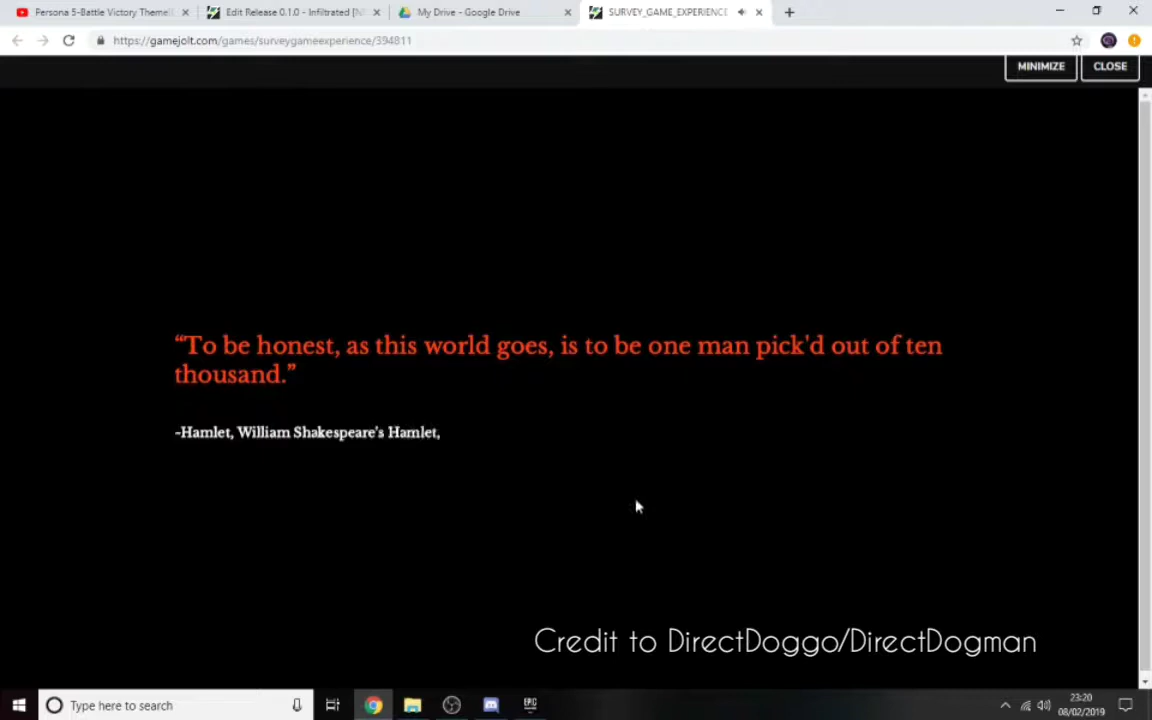 Persona 5-Battle Victory Theme
Edit Release 0.1.0 - Infiltrated [N
My Drive - Google Drive
SURVEY_GAME_EXPERIENCE
https://gamejolt.com/games/surveygameexperience/394811
MINIMIZE
CLOSE
“To be honest, as this world goes, is to be one man pick'd out of ten
thousand.”
-Hamlet, William Shakespeare's Hamlet,
Credit to DirectDoggo/DirectDogman
Type here to search
EPIC
23:20
08/02/2019